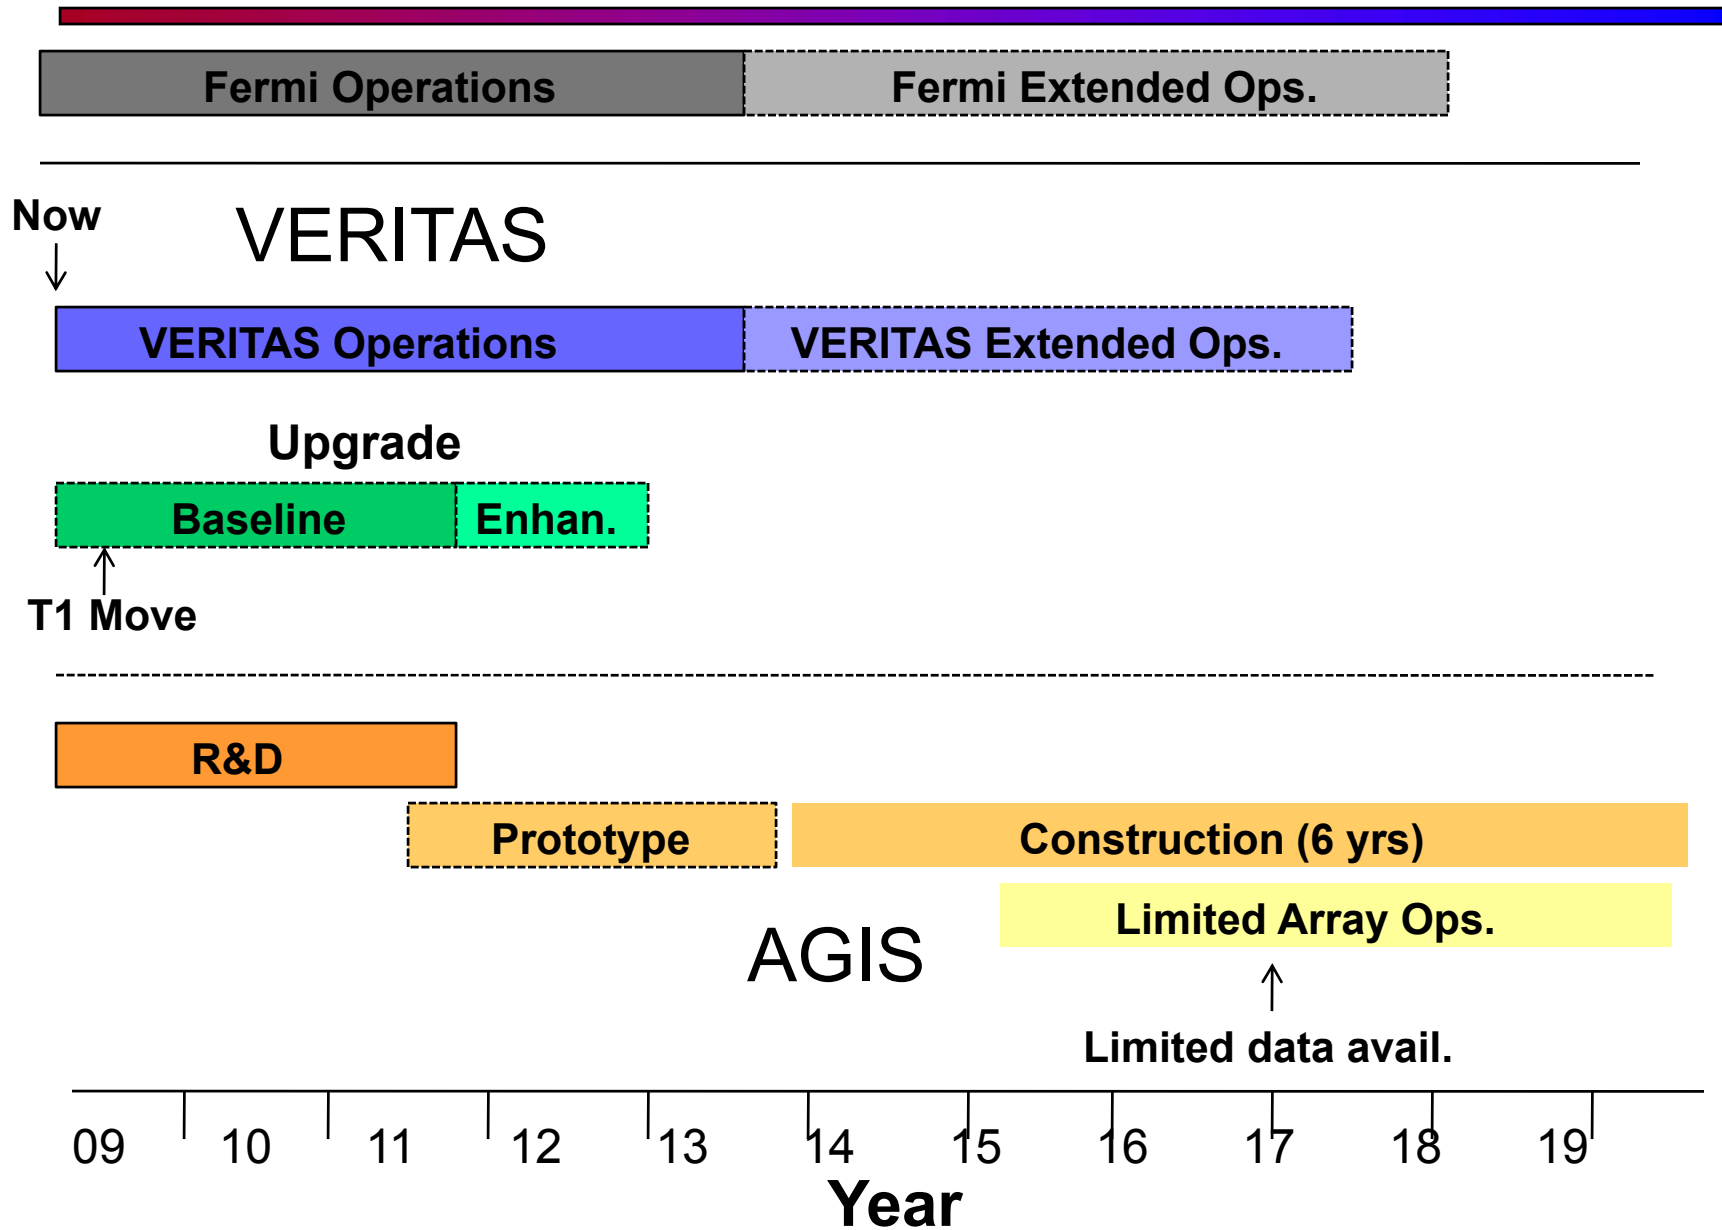 Fermi Operations
Fermi Extended Ops.
Now
VERITAS
VERITAS Operations
VERITAS Extended Ops.
Upgrade
Baseline
Enhan.
T1 Move
R&D
Prototype
Construction (6 yrs)
Limited Array Ops.
AGIS
Limited data avail.
09 10 11 12 13 14 15 16 17 18 19
Year